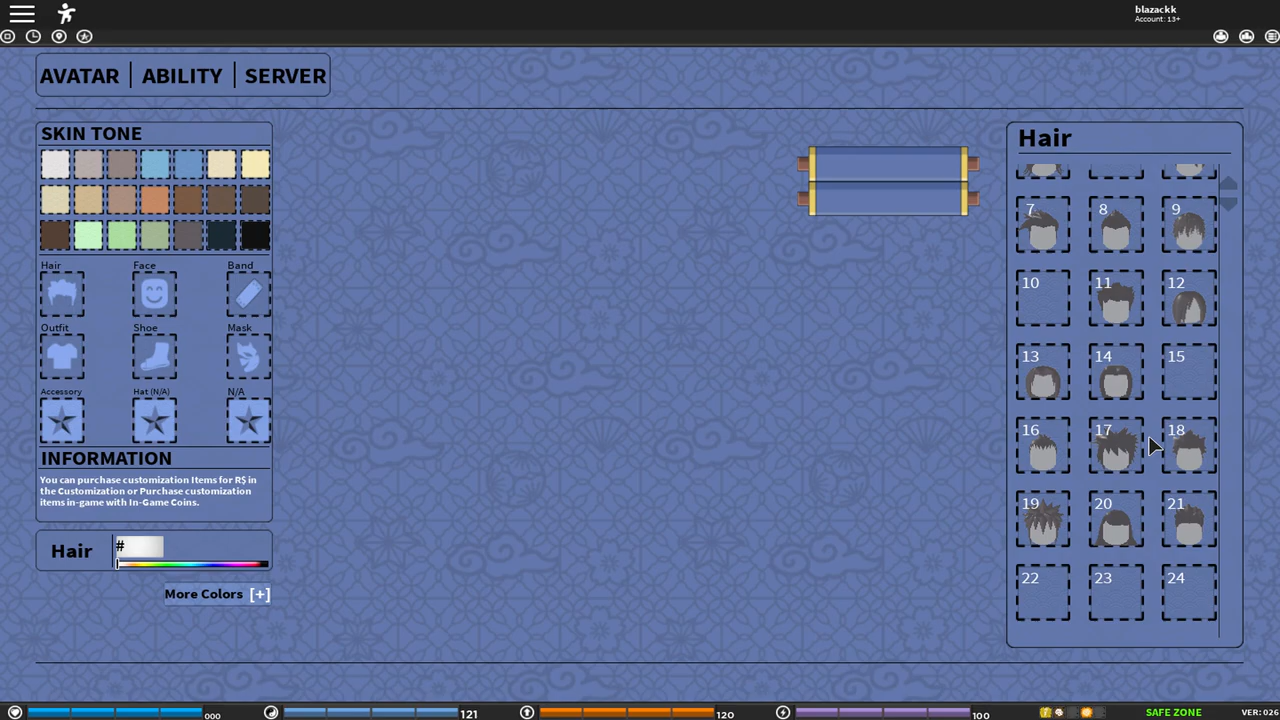 blazackk
Account: 13+
AVATAR | ABILITY | SERVER
SKIN TONE
Hair Face Band
Outfit Shoe Mask
Accessory Hat (N/A) N/A
INFORMATION
You can purchase customization Items for R$ in
the Customization or Purchase customization
items in-game with In-Game Coins.
Hair #
More Colors [+]
Hair
7 8 9
10 11 12
13 14 15
16 17 18
19 20 21
22 23 24
000 121 120 100 SAFE ZONE VER: 026